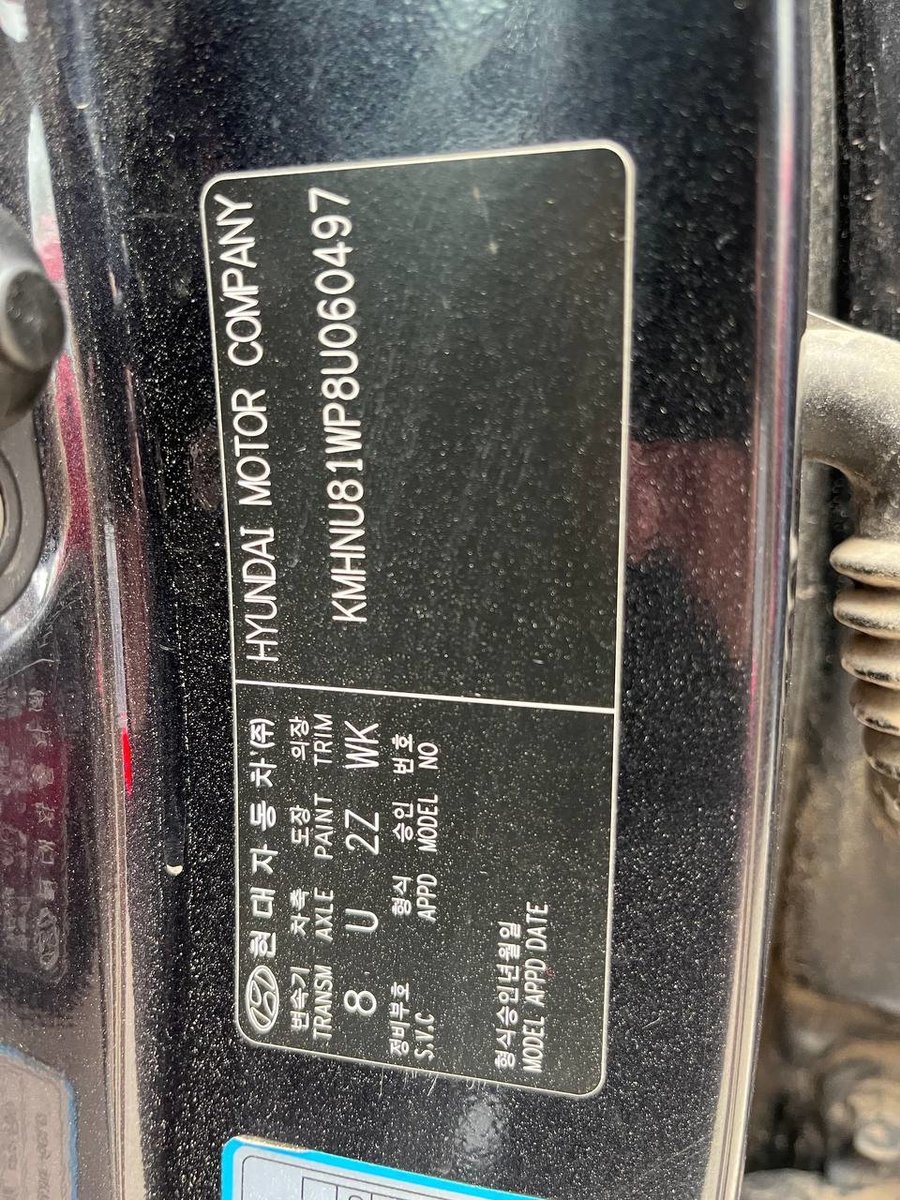 현대자동차(주) HYUNDAI MOTOR COMPANY
변속기 차축 도장 의장
TRANSM AXLE PAINT TRIM
8 U 2Z WK
KMHNU81WP8U060497
정비부호 형식 승인 번호
S.V.C APPD MODEL NO
형식승인년월일
MODEL APPD DATE